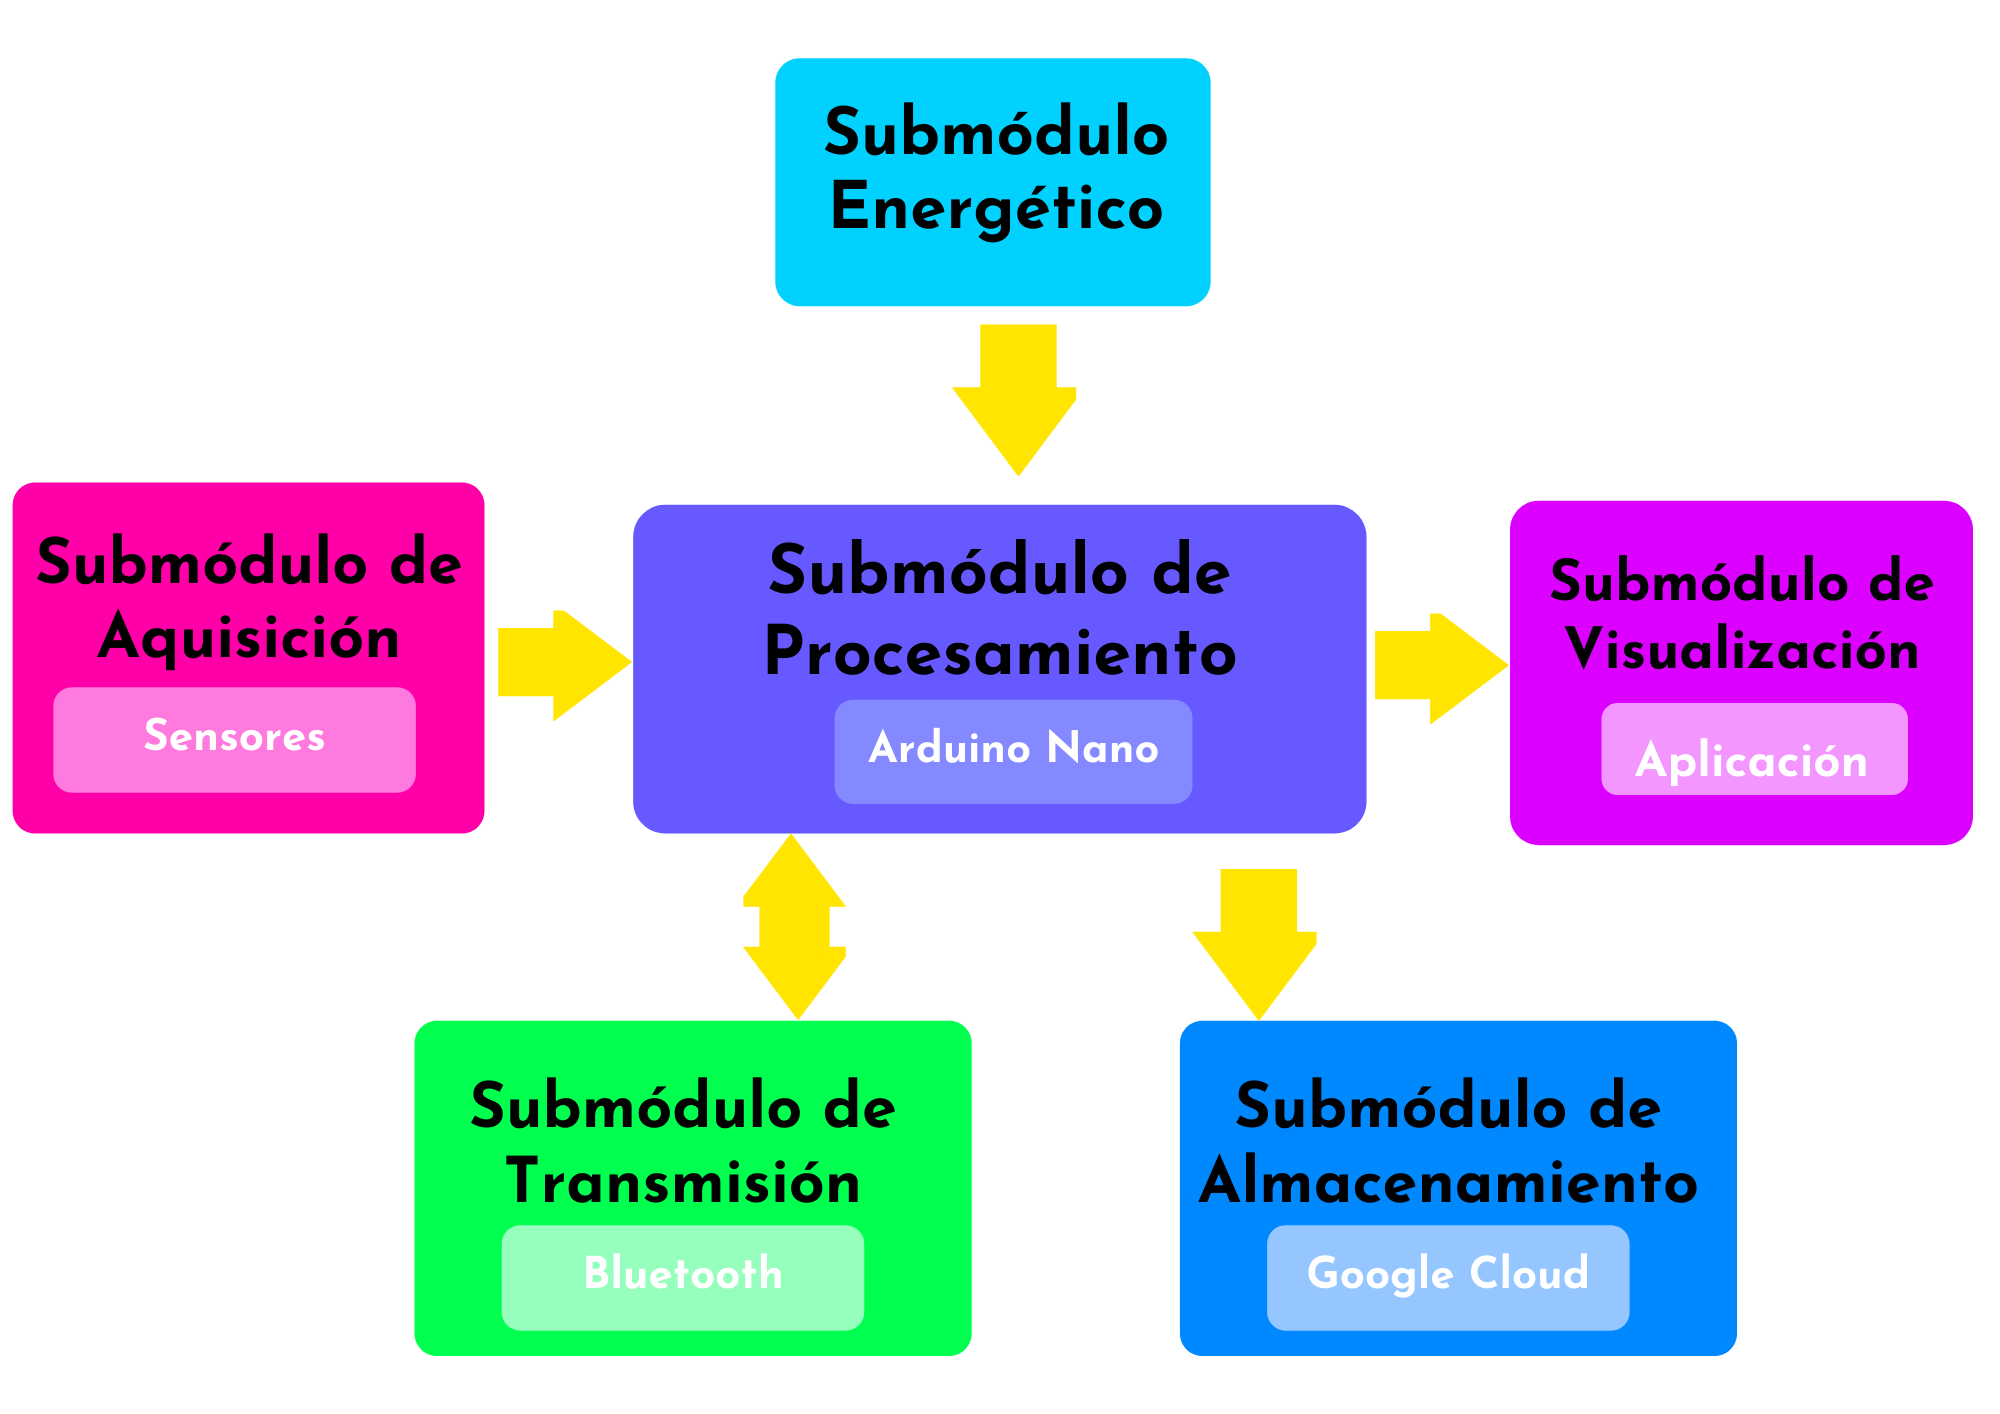 Submódulo
Energético
Submódulo de
Aquisición
Sensores
Submódulo de
Procesamiento
Arduino Nano
Submódulo de
Visualización
Aplicación
Submódulo de
Transmisión
Bluetooth
Submódulo de
Almacenamiento
Google Cloud